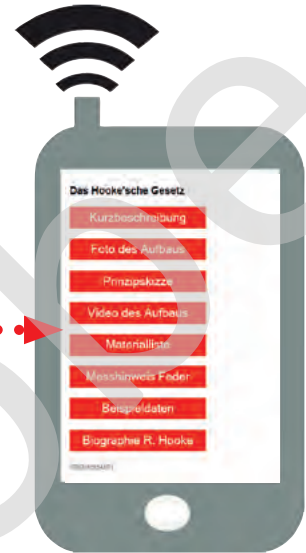 Das Hooke'sche Gesetz
Kurzbeschreibung
Foto des Aufbaus
Prinzipskizze
Video des Aufbaus
Materialliste
Messhinweis Feder
Beispieldaten
Biographie R. Hooke